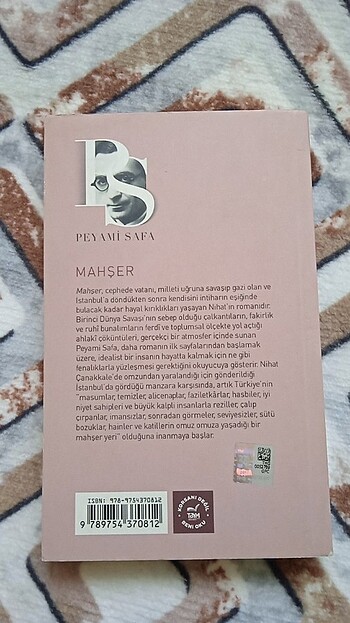 PS
PEYAMİ SAFA
MAHŞER
Mahşer, cephede vatanı, milleti uğruna savaşıp gazi olan ve
İstanbul'a döndükten sonra kendisini intiharın eşiğinde
bulacak kadar hayal kırıklıkları yaşayan Nihat'ın romanıdır.
Birinci Dünya Savaşı'nın sebep olduğu çalkantıların, fakirlik
ve ruhî bunalımların ferdî ve toplumsal ölçekte yol açtığı
ahlakî çöküntüleri, gerçekçi bir atmosfer içinde sunan
Peyami Safa, daha romanın ilk sayfalarından başlamak
üzere, idealist bir insanın hayatta kalmak için ne gibi
fenalıklarla yüzleşmesi gerektiğini okuyucuya gösterir: Nihat
Çanakkale'de omzundan yaralandığı için gönderildiği
İstanbul'da gördüğü manzara karşısında, artık Türkiye'nin
"masumlar, temizler, alicenaplar, faziletkârlar, hasbîler, iyi
niyet sahipleri ve büyük kalpli insanlarla reziller, çalıp
çırpanlar, imansızlar, sonradan görmeler, seviyesizler, sütü
bozuklar, hainler ve katillerin omuz omuza yaşadığı bir
mahşer yeri" olduğuna inanmaya başlar.
ISBN: 978-9754370812
9 789754 370812
KORSANI DEĞİL
BENİ OKU